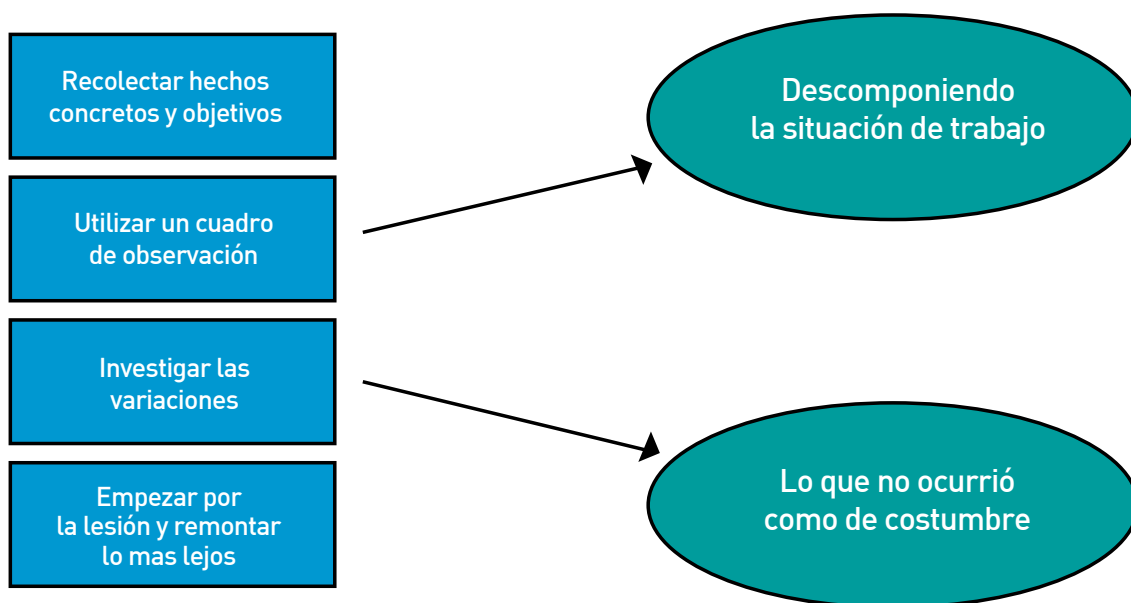 Recolectar hechos
concretos y objetivos
Utilizar un cuadro
de observación
Investigar las
variaciones
Empezar por
la lesión y remontar
lo mas lejos
Descomponiendo
la situación de trabajo
Lo que no ocurrió
como de costumbre